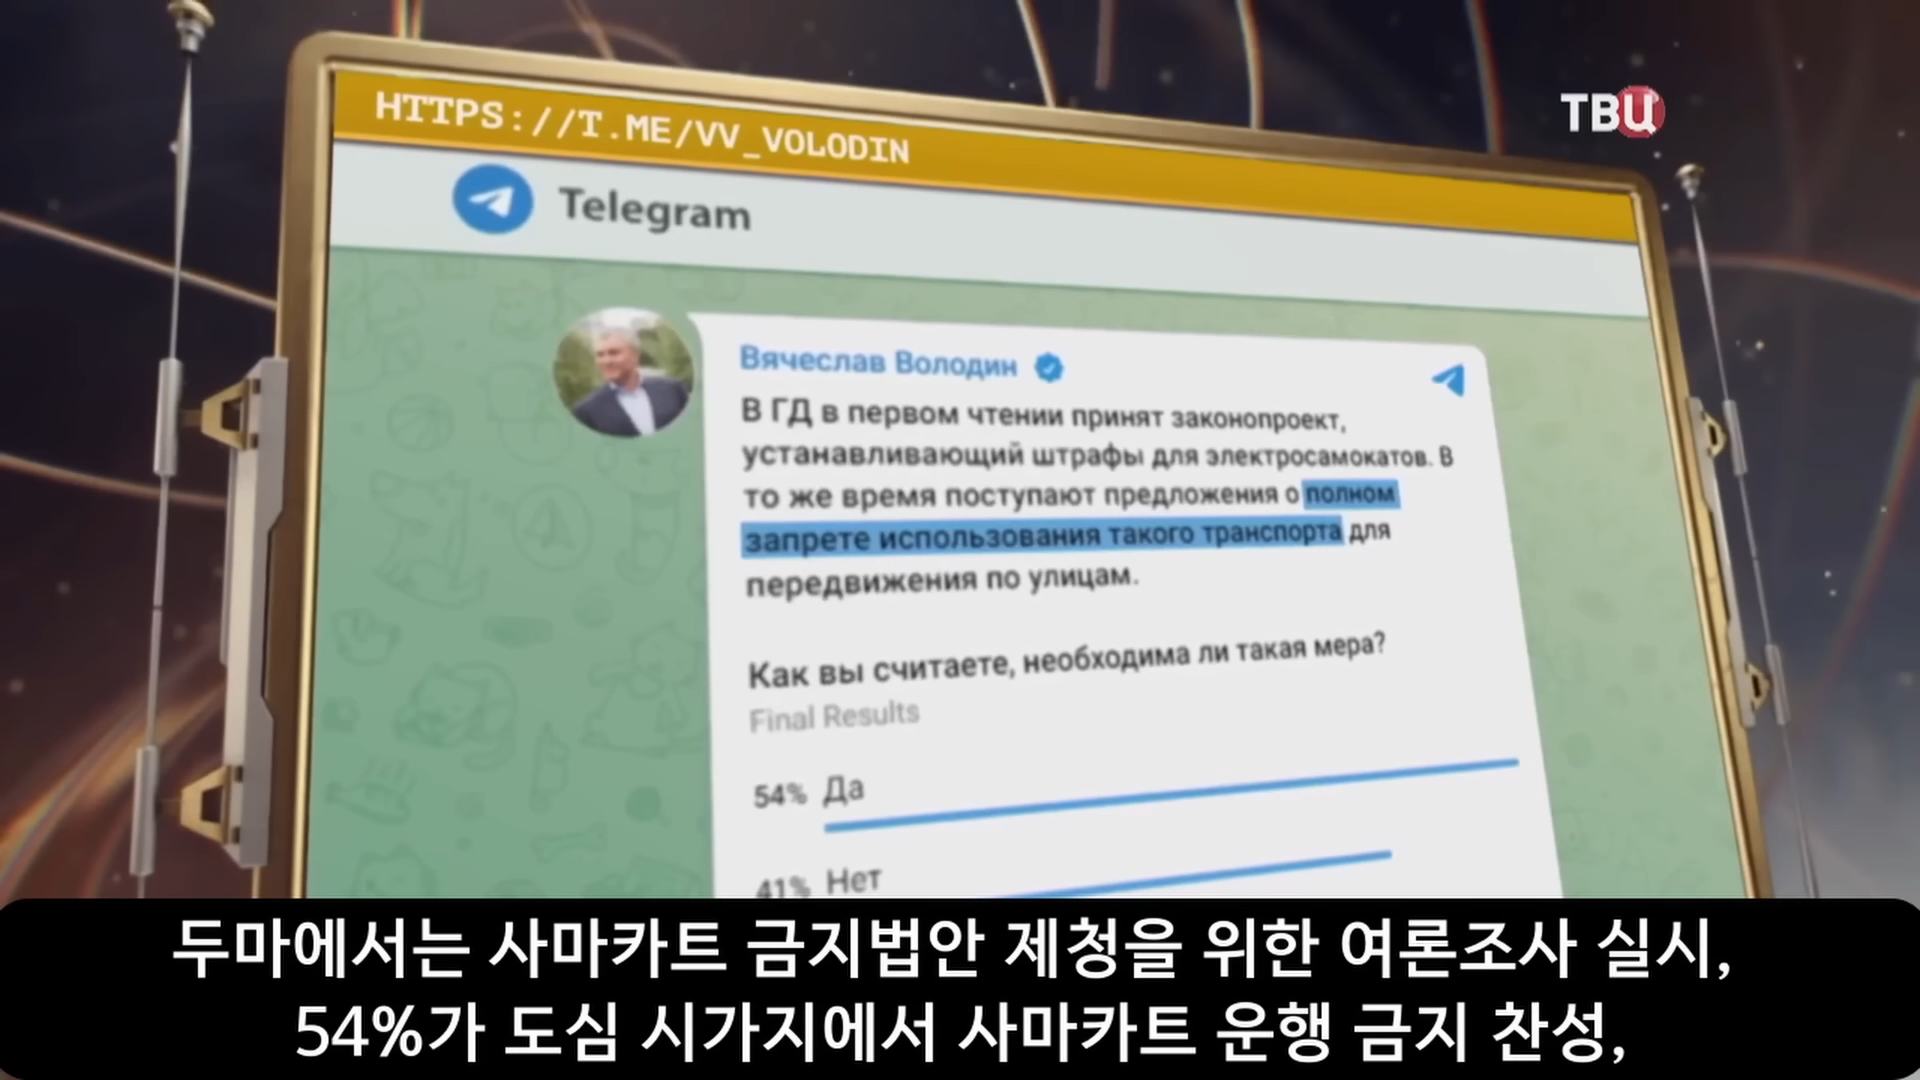 HTTPS://T.ME/VV_VOLODIN
ТВЦ
Telegram
Вячеслав Володин
В ГД в первом чтении принят законопроект,
устанавливающий штрафы для электросамокатов. В
то же время поступают предложения о полном
запрете использования такого транспорта для
передвижения по улицам.
Как вы считаете, необходима ли такая мера?
Final Results
54% Да
41% Нет
두마에서는 사마카트 금지법안 제청을 위한 여론조사 실시,
54%가 도심 시가지에서 사마카트 운행 금지 찬성,